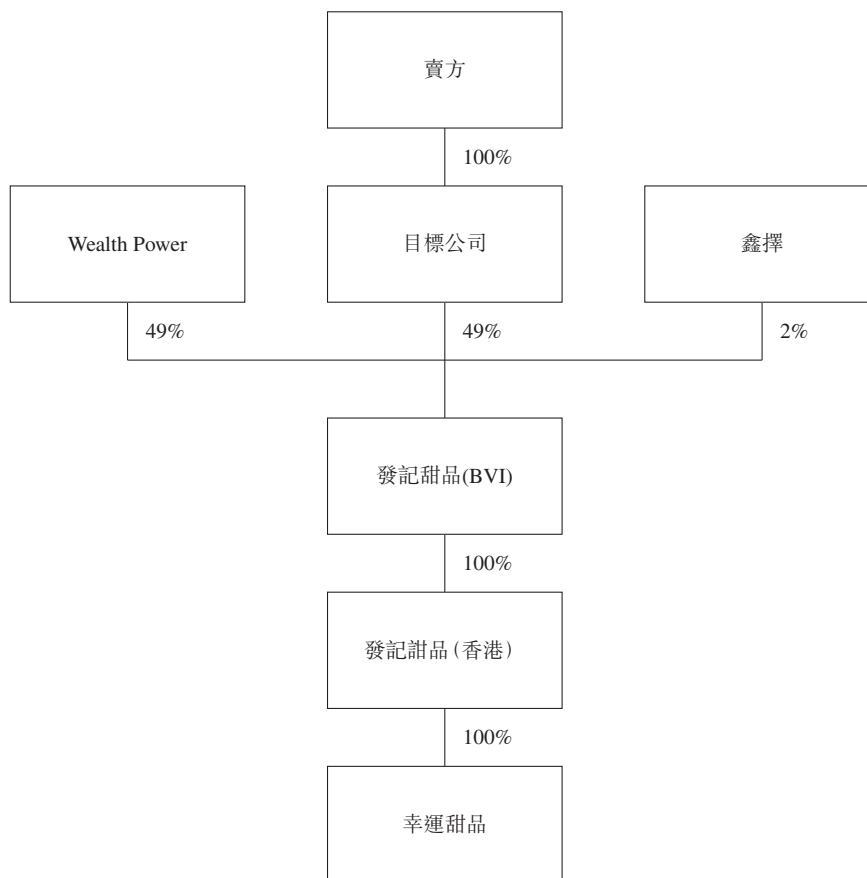 賣方
100%
Wealth Power
目標公司
鑫擇
49%
49%
2%
發記甜品(BVI)
100%
發記詌品(香港)
100%
幸運甜品